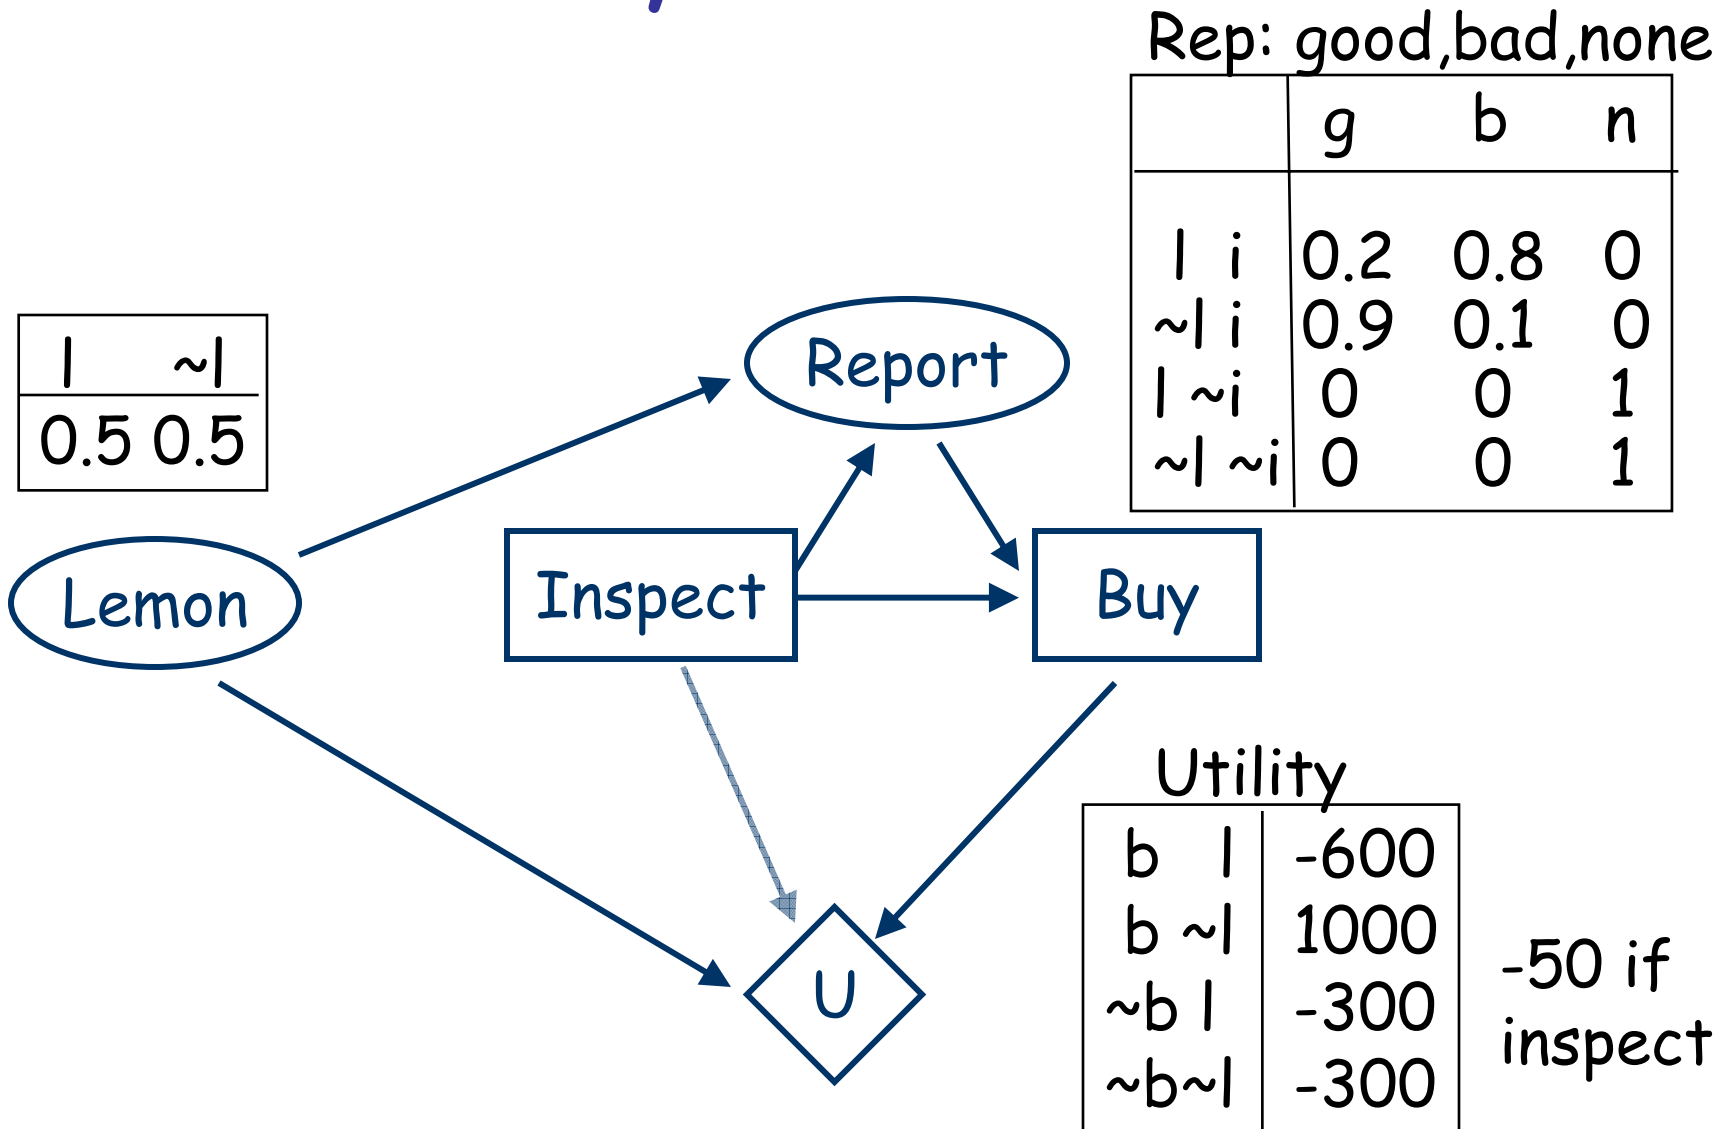 Rep: good,bad,none
g b n
l i 0.2 0.8 0
~l i 0.9 0.1 0
l ~i 0 0 1
~l ~i 0 0 1
l ~l
0.5 0.5
Report
Lemon
Inspect
Buy
U
Utility
b l -600
b ~l 1000
~b l -300
~b~l -300
-50 if
inspect